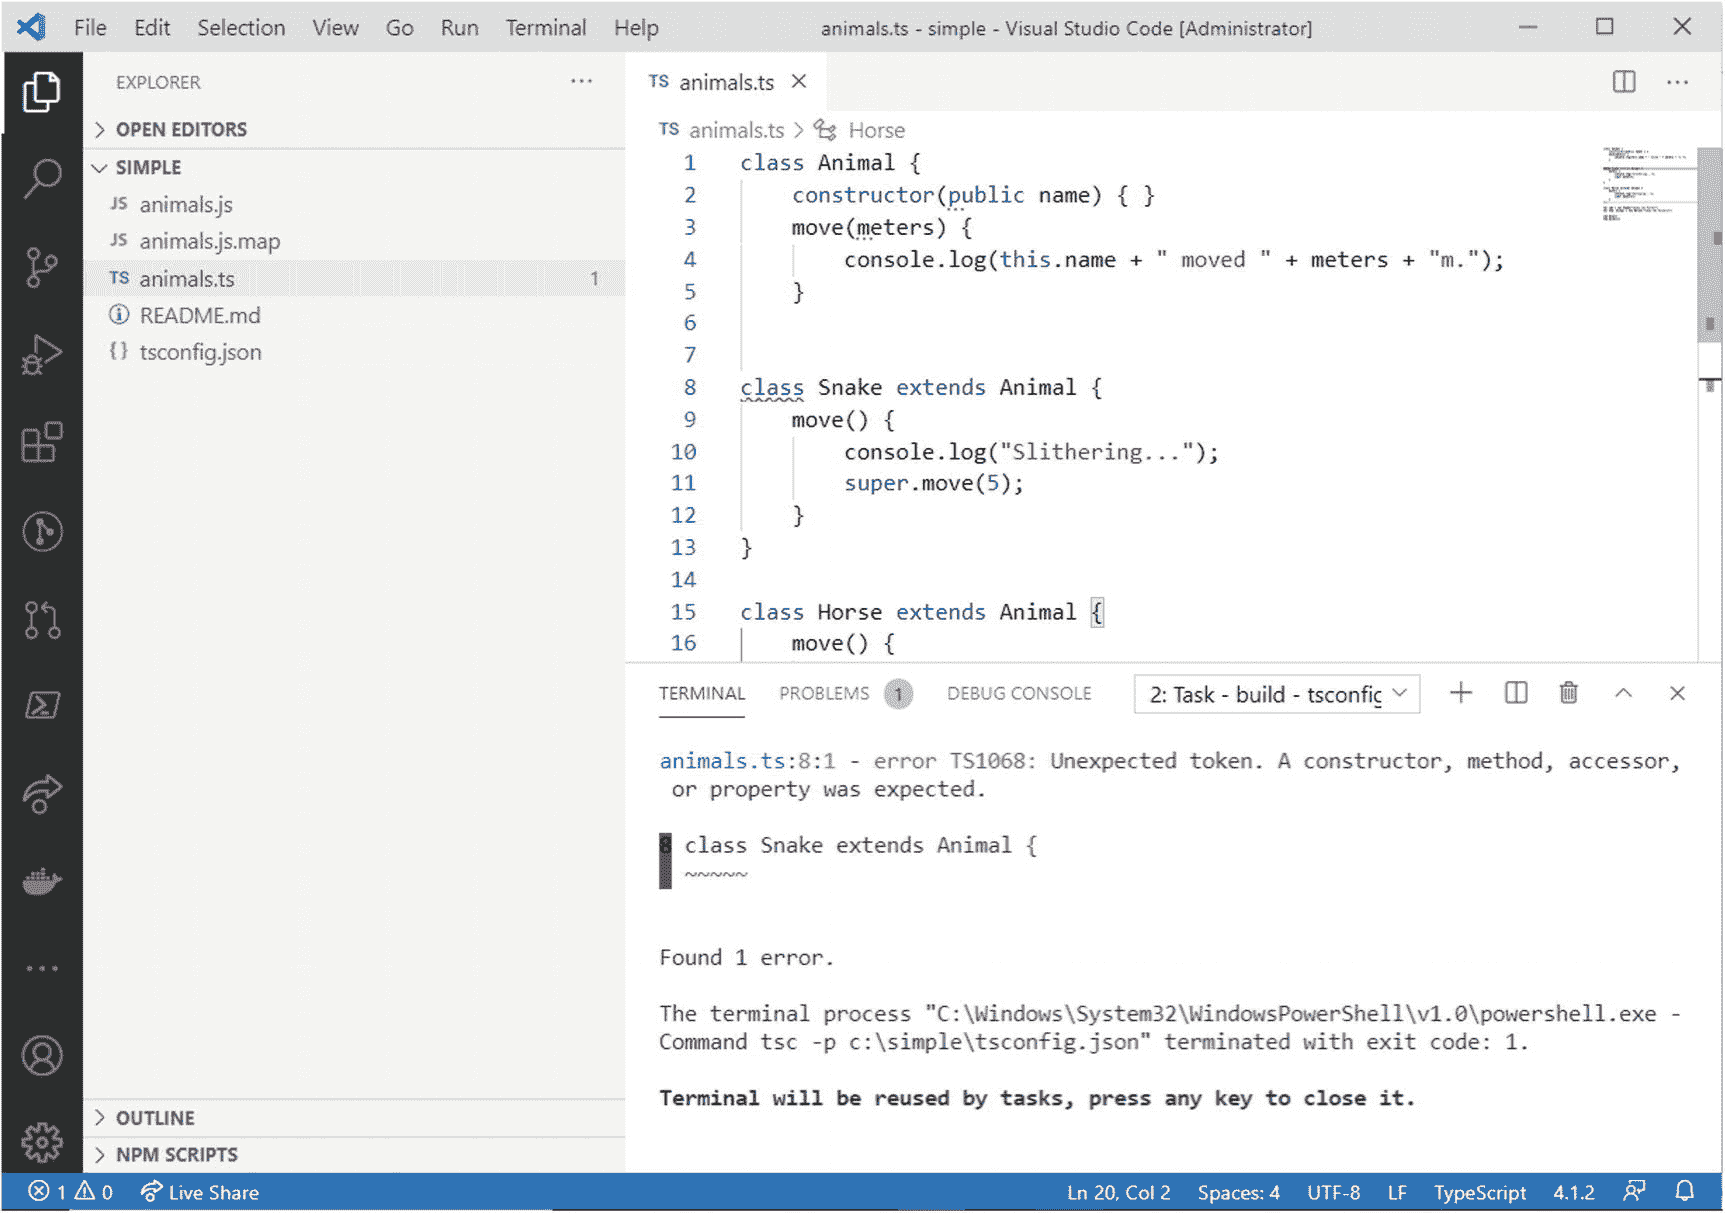 File Edit Selection View Go Run Terminal Help animals.ts - simple - Visual Studio Code [Administrator]
EXPLORER
OPEN EDITORS
SIMPLE
JS animals.js
JS animals.js.map
TS animals.ts 1
README.md
{} tsconfig.json
OUTLINE
NPM SCRIPTS
TS animals.ts
TS animals.ts > Horse
1 class Animal {
2 constructor(public name) { }
3 move(meters) {
4 console.log(this.name + " moved " + meters + "m.");
5 }
6
7
8 class Snake extends Animal {
9 move() {
10 console.log("Slithering...");
11 super.move(5);
12 }
13 }
14
15 class Horse extends Animal {
16 move() {
TERMINAL PROBLEMS 1 DEBUG CONSOLE 2: Task - build - tsconfig
animals.ts:8:1 - error TS1068: Unexpected token. A constructor, method, accessor,
or property was expected.
8 class Snake extends Animal {
~~~~~
Found 1 error.
The terminal process "C:\Windows\System32\WindowsPowerShell\v1.0\powershell.exe -
Command tsc -p c:\simple\tsconfig.json" terminated with exit code: 1.
Terminal will be reused by tasks, press any key to close it.
1 0 Live Share Ln 20, Col 2 Spaces: 4 UTF-8 LF TypeScript 4.1.2